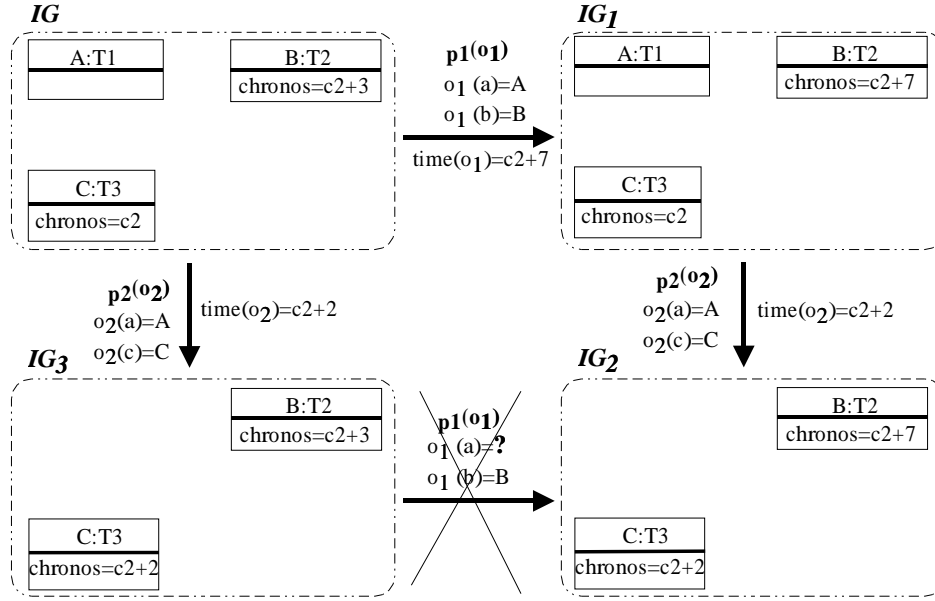 IG
A:T1
B:T2
chronos=c2+3
C:T3
chronos=c2
p1(o1)
o1 (a)=A
o1 (b)=B
time(o1)=c2+7
IG1
A:T1
B:T2
chronos=c2+7
C:T3
chronos=c2
p2(o2)
o2(a)=A
o2(c)=C
time(o2)=c2+2
p2(o2)
o2(a)=A
o2(c)=C
time(o2)=c2+2
IG3
B:T2
chronos=c2+3
C:T3
chronos=c2+2
p1(o1)
o1 (a)=?
o1 (b)=B
IG2
B:T2
chronos=c2+7
C:T3
chronos=c2+2